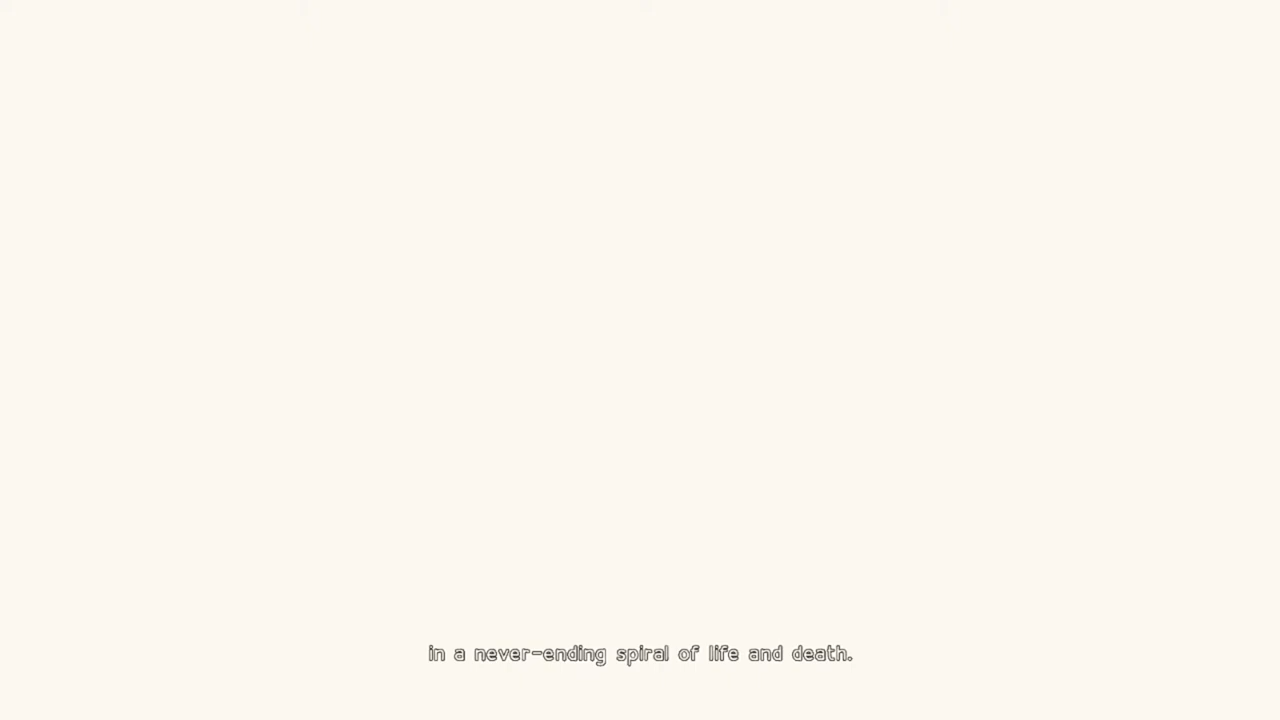 in a never-ending spiral of life and death.